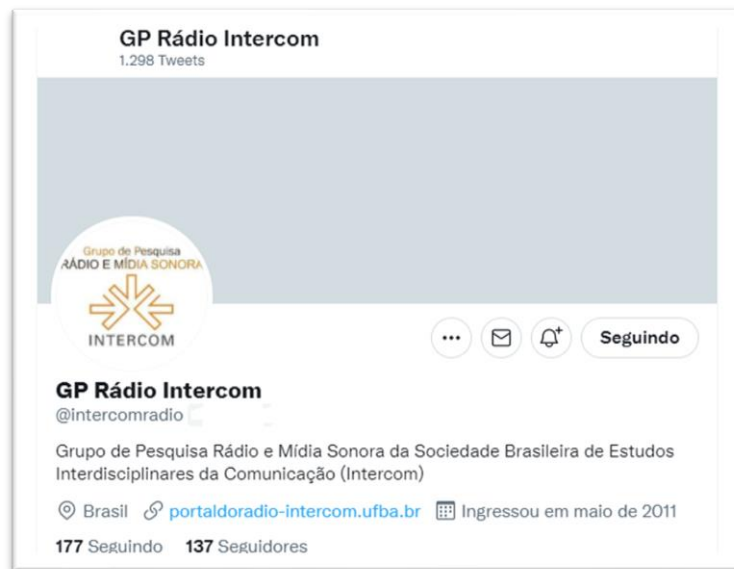 GP Rádio Intercom
1.298 Tweets
Grupo de Pesquisa
RÁDIO E MÍDIA SONORA
INTERCOM
Seguindo
GP Rádio Intercom
@intercomradio
Grupo de Pesquisa Rádio e Mídia Sonora da Sociedade Brasileira de Estudos
Interdisciplinares da Comunicação (Intercom)
Brasil portaldoradio-intercom.ufba.br Ingressou em maio de 2011
177 Seguindo 137 Seguidores